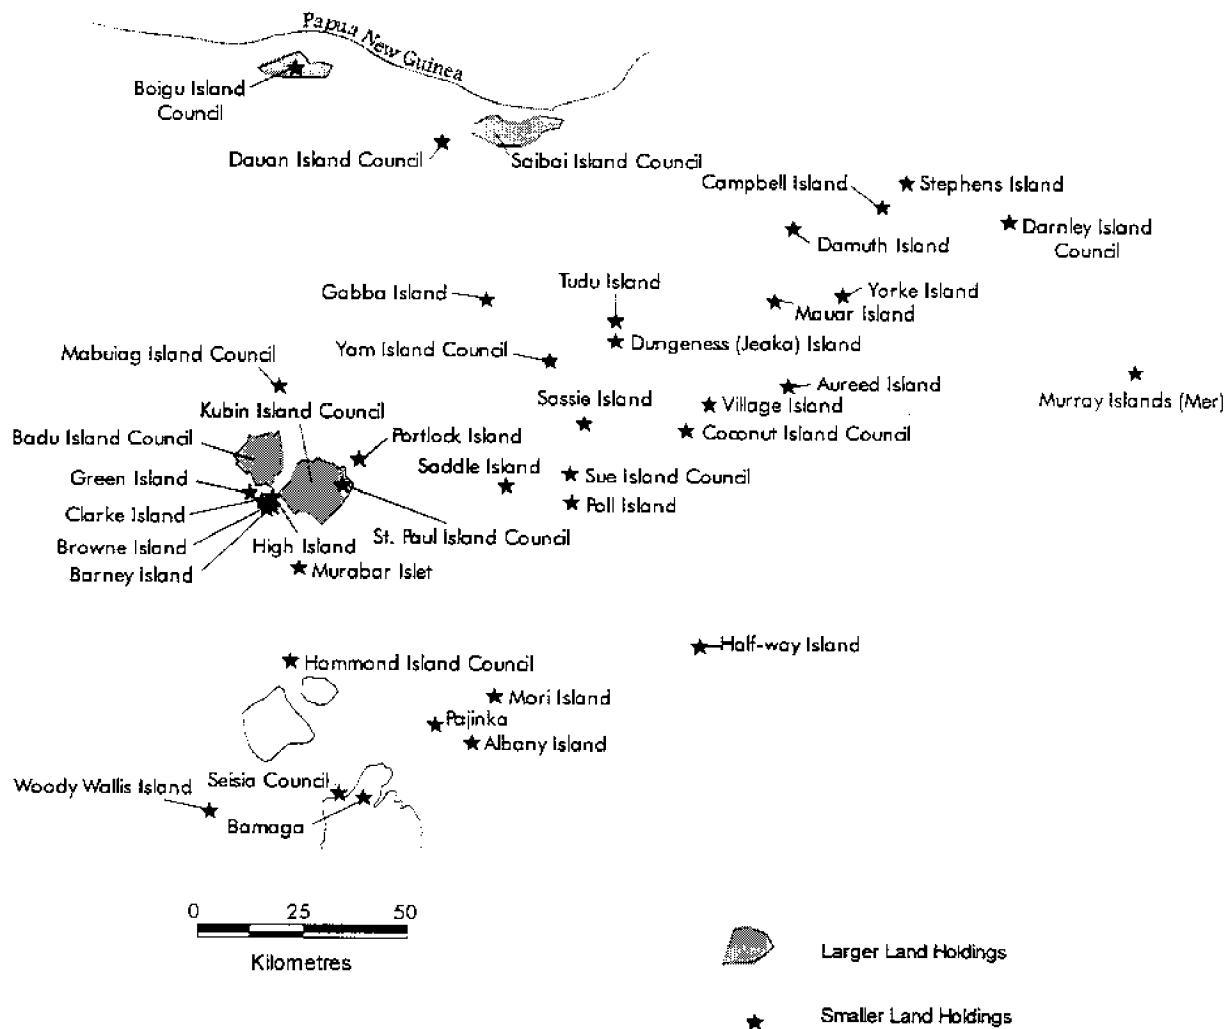 Papua New Guinea
Boigu Island
Council
Dauan Island Council
Saibai Island Council
Campbell Island
Stephens Island
Darnley Island
Council
Damuth Island
Gabba Island
Tudu Island
Yorke Island
Mauar Island
Dungeness (Jeaka) Island
Yam Island Council
Mabuiag Island Council
Aureed Island
Murray Islands (Mer)
Sassie Island
Village Island
Kubin Island Council
Coconut Island Council
Badu Island Council
Portlock Island
Saddle Island
Sue Island Council
Green Island
Poll Island
Clarke Island
St. Paul Island Council
Browne Island
High Island
Barney Island
Murabar Islet
Half-way Island
Hammond Island Council
Mori Island
Pajinka
Albany Island
Seisia Council
Woody Wallis Island
Bamaga
0 25 50
Kilometres
Larger Land Holdings
Smaller Land Holdings